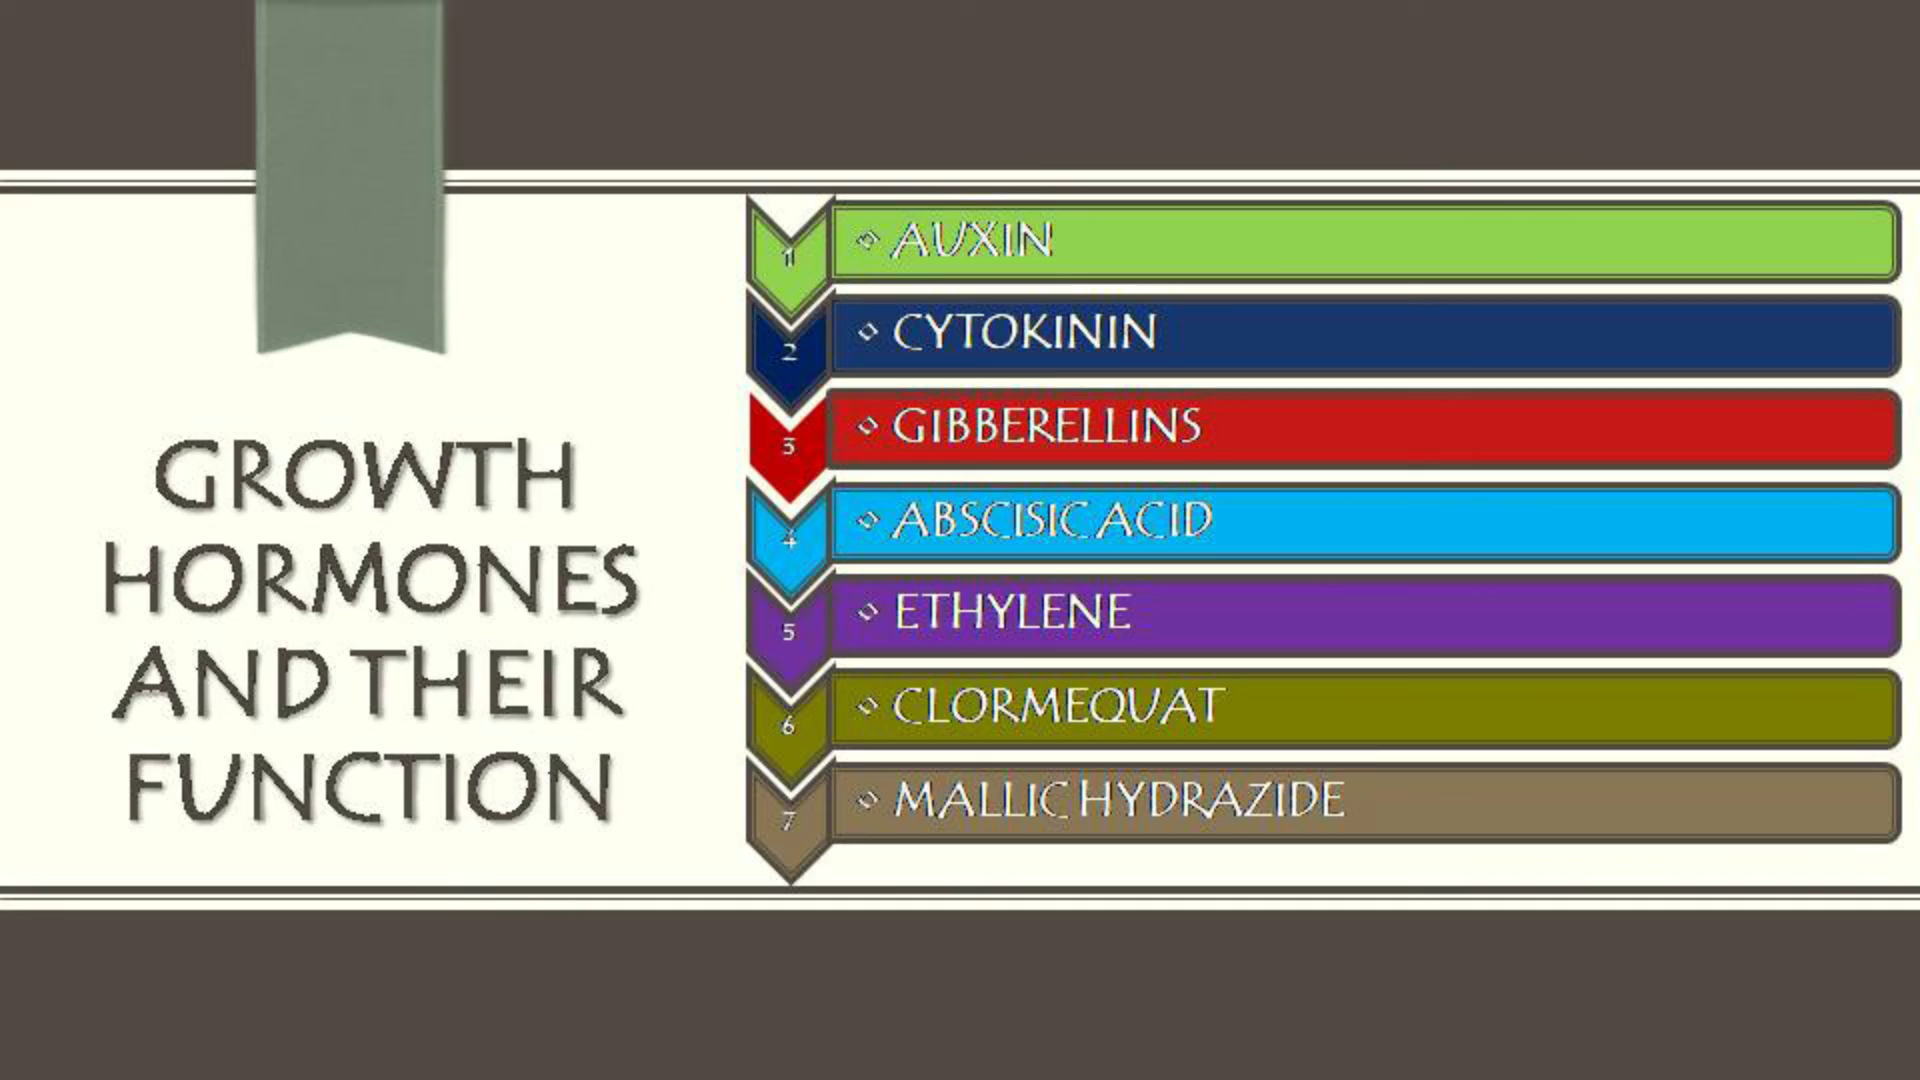 GROWTH
HORMONES
AND THEIR
FUNCTION
1 AUXIN
2 CYTOKININ
3 GIBBERELLINS
4 ABSCISIC ACID
5 ETHYLENE
6 CLORMEQUAT
7 MALLIC HYDRAZIDE